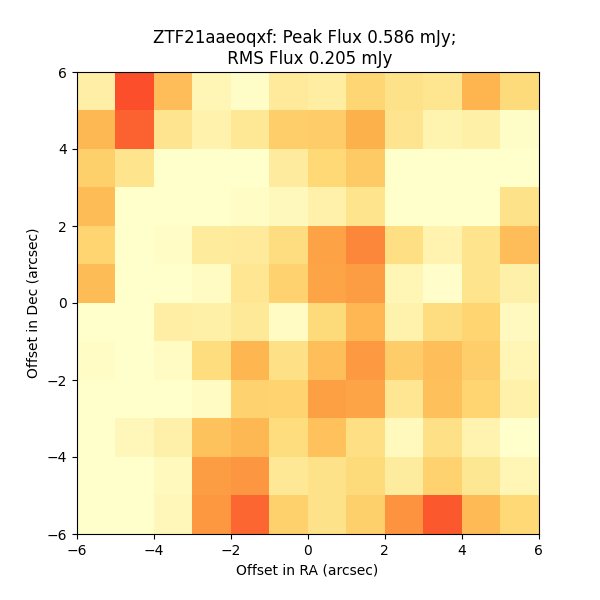 ZTF21aaeoqxf: Peak Flux 0.586 mJy;
RMS Flux 0.205 mJy
6
4
2
0
−2
−4
−6
Offset in Dec (arcsec)
−6 −4 −2 0 2 4 6
Offset in RA (arcsec)